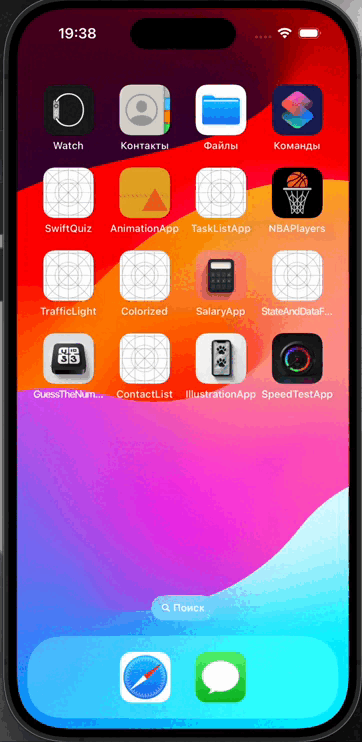 19:38
Watch Контакты Файлы Команды
SwiftQuiz AnimationApp TaskListApp NBAPlayers
TrafficLight Colorized SalaryApp StateAndDataF...
GuessTheNum... ContactList IllustrationApp SpeedTestApp
Поиск